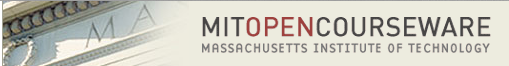 MITOPENCOURSEWARE
MASSACHUSETTS INSTITUTE OF TECHNOLOGY